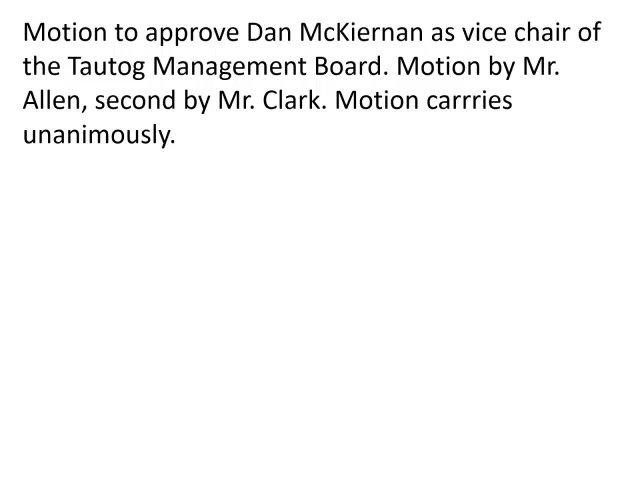 Motion to approve Dan McKiernan as vice chair of
the Tautog Management Board. Motion by Mr.
Allen, second by Mr. Clark. Motion carrries
unanimously.